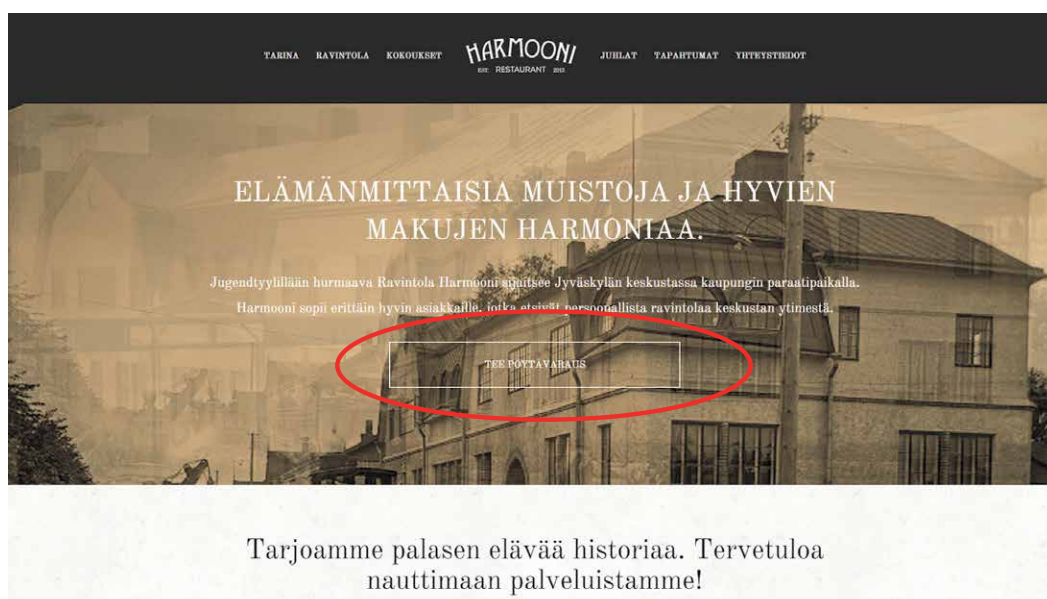 TARINA RAVINTOLA KOKOUKSET HARMOONI JUHLAT TAPAHTUMAT YHTEYSTIEDOT
EST. RESTAURANT 2015
ELÄMÄNMITTAISIA MUISTOJA JA HYVIEN
MAKUJEN HARMONIAA.
Jugendtyylillään hurmaava Ravintola Harmooni sijaitsee Jyväskylän keskustassa kaupungin paraatipaikalla.
Harmooni sopii erittäin hyvin asiakkaille, jotka etsivät persoonallista ravintolaa keskustan ytimestä.
TEE PÖYTÄVARAUS
Tarjoamme palasen elävää historiaa. Tervetuloa
nauttimaan palveluistamme!